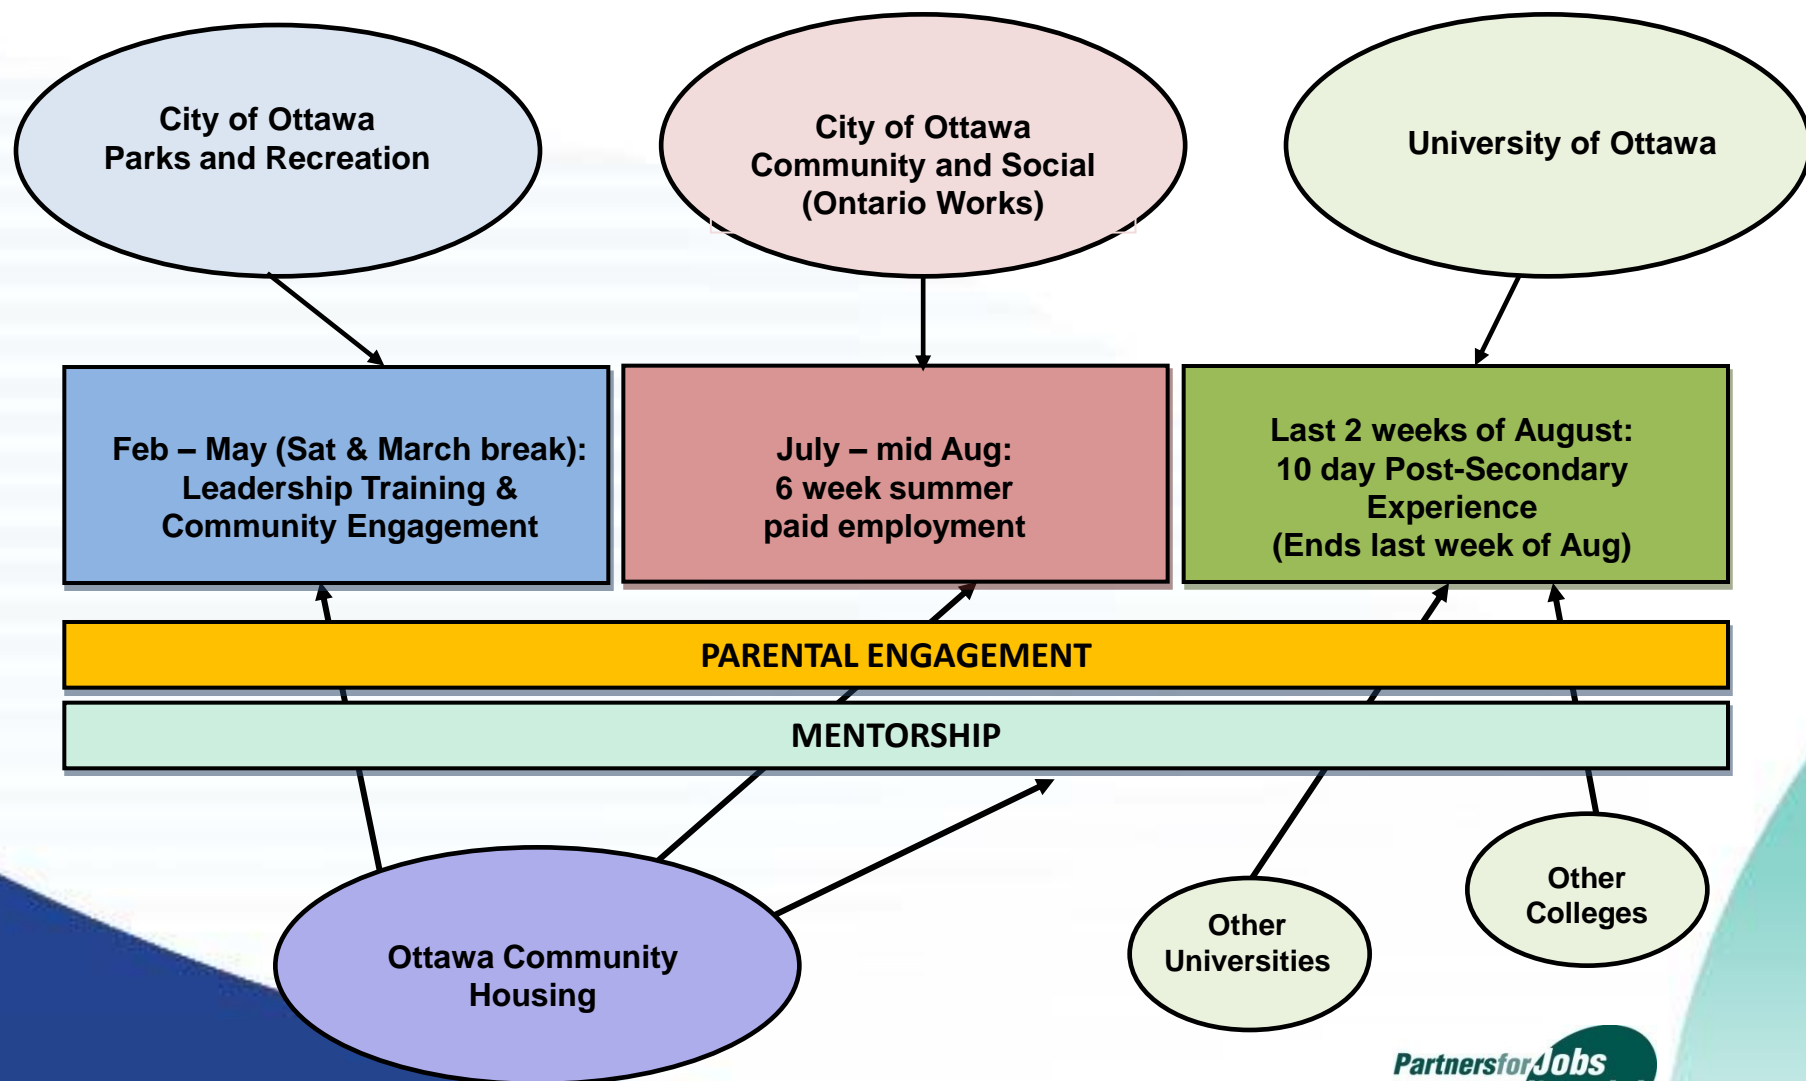 City of Ottawa
Parks and Recreation
City of Ottawa
Community and Social
(Ontario Works)
University of Ottawa
Feb – May (Sat & March break):
Leadership Training &
Community Engagement
July – mid Aug:
6 week summer
paid employment
Last 2 weeks of August:
10 day Post-Secondary
Experience
(Ends last week of Aug)
PARENTAL ENGAGEMENT
MENTORSHIP
Ottawa Community
Housing
Other
Universities
Other
Colleges
Partners for Jobs